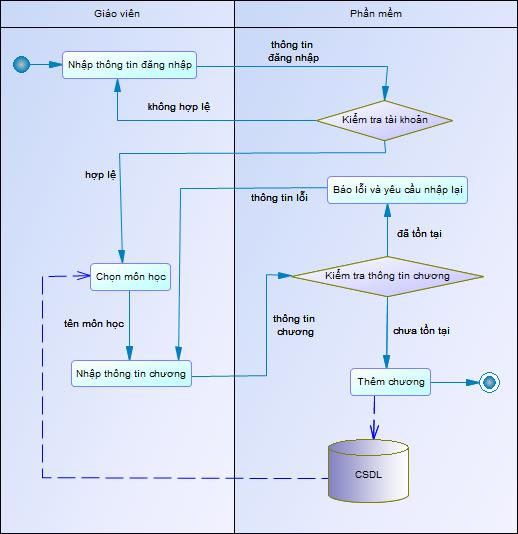 Giáo viên
Phần mềm
Nhập thông tin đăng nhập
thông tin
đăng nhập
không hợp lệ
Kiểm tra tài khoản
hợp lệ
Báo lỗi và yêu cầu nhập lại
thông tin lỗi
đã tồn tại
Chọn môn học
Kiểm tra thông tin chương
tên môn học
thông tin
chương
chưa tồn tại
Nhập thông tin chương
Thêm chương
CSDL